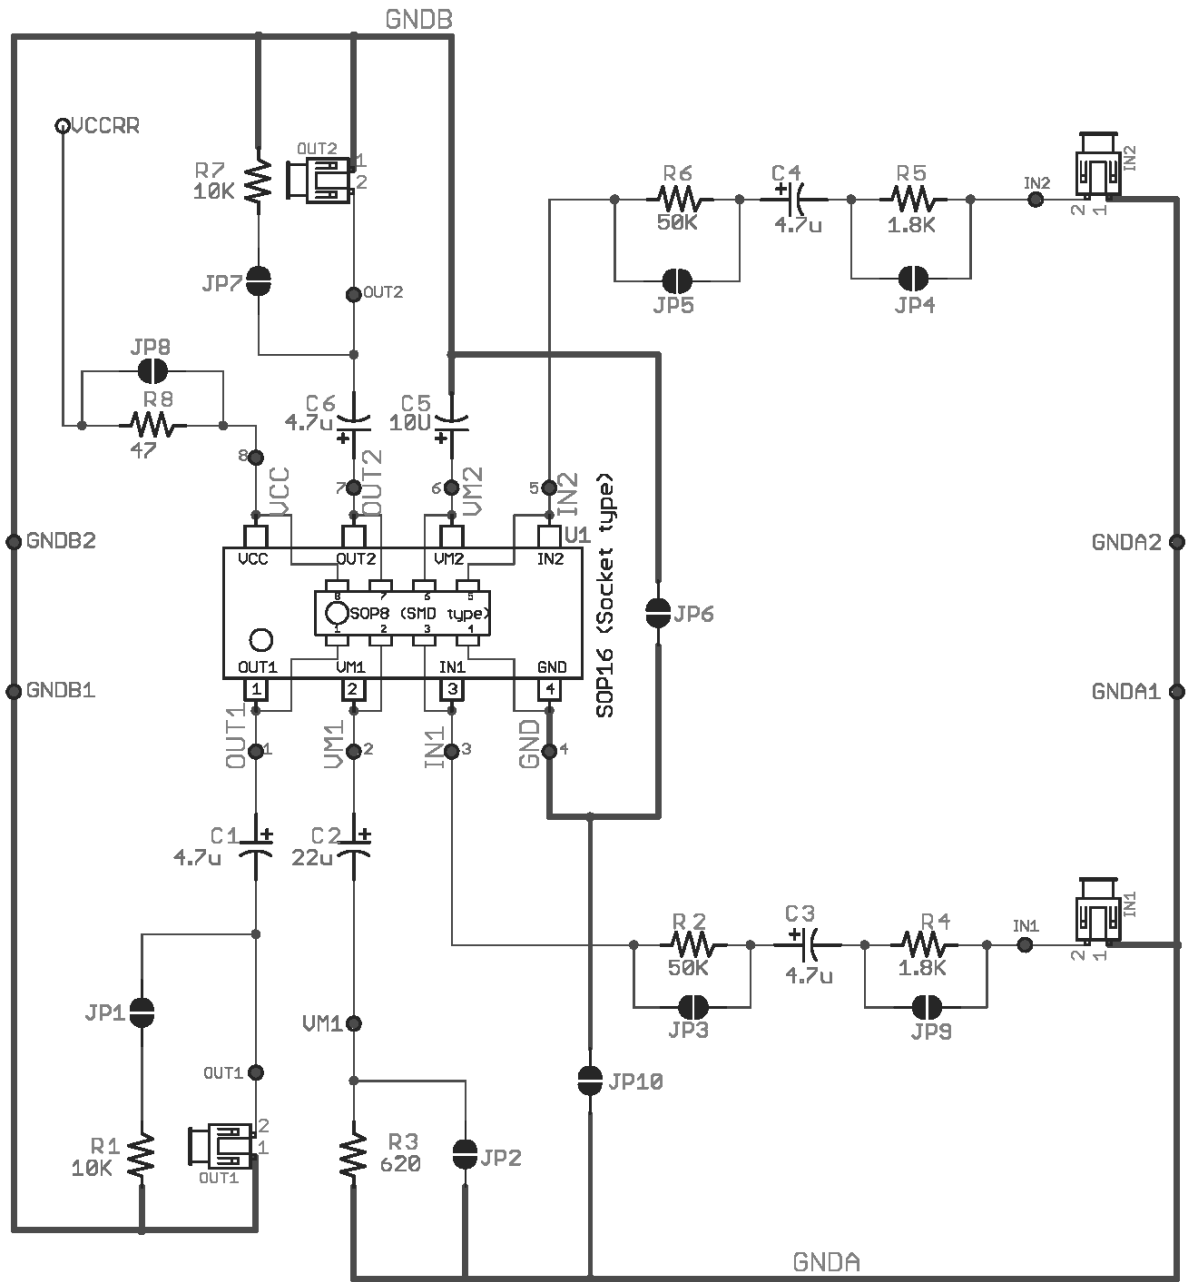 GNDB
VCCRR
R7
10K
OUT2
1
2
JP7
OUT2
R6
50K
C4
+
4.7u
R5
1.8K
IN2
IN2
2
1
JP5
JP4
JP8
R8
47
C6
4.7u
+
C5
10U
+
8
VCC
7
OUT2
6
VM2
5
IN2
U1
SOP16 (Socket type)
VCC
OUT2
VM2
IN2
8
7
6
5
SOP8 (SMD type)
1
2
3
4
OUT1
VM1
IN1
GND
1
2
3
4
GNDB2
GNDA2
JP6
GNDB1
GNDA1
OUT1
1
VM1
2
IN1
3
GND
4
C1
+
4.7u
C2
+
22u
R2
50K
C3
+
4.7u
R4
1.8K
IN1
IN1
2
1
JP3
JP9
JP1
VM1
OUT1
JP10
R1
10K
2
1
OUT1
R3
620
JP2
GNDA